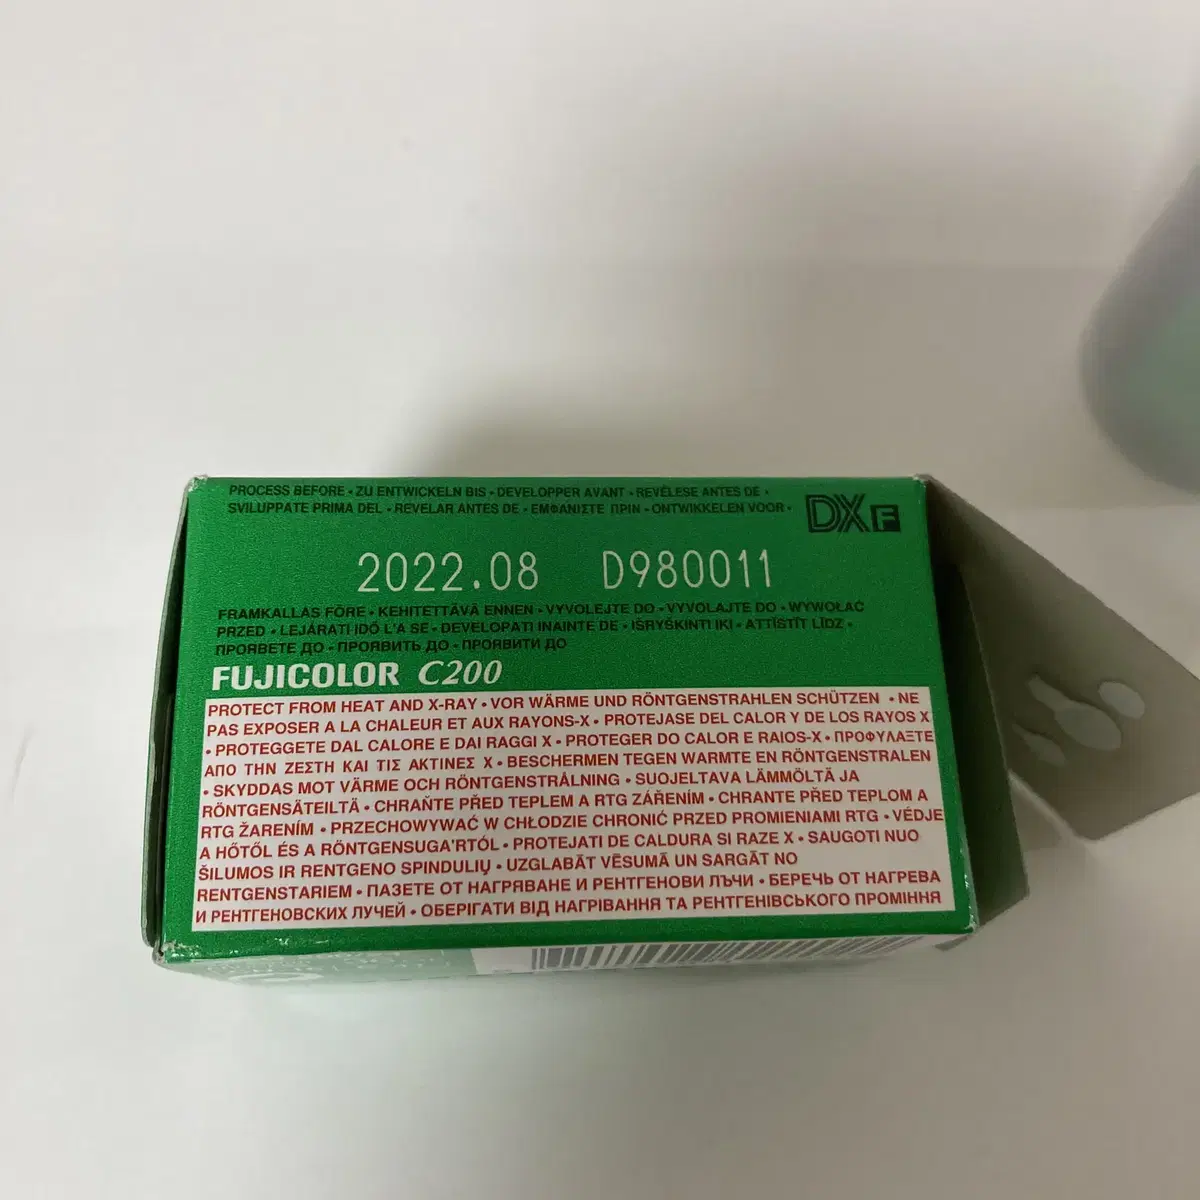 PROCESS BEFORE • ZU ENTWICKELN BIS • DEVELOPPER AVANT • REVÉLESE ANTES DE •
SVILUPPATE PRIMA DEL • REVELAR ANTES DE • ΕΜΦΑΝΙΣΤΕ ΠΡΙΝ • ONTWIKKELEN VOOR •
DX F
2022.08 D980011
FRAMKALLAS FÖRE • KEHITETTÄVÄ ENNEN • VYVOLEJTE DO • VYVOLAJTE DO • WYWOŁAĆ
PRZED • LEJÁRATI IDŐ L'A SE • DEVELOPATI INAINTE DE • IŠRYŠKINTI IKI • ATTĪSTĪT LĪDZ •
ПРОЯВЕТЕ ДО • ПРОЯВИТЬ ДО • ПРОЯВИТИ ДО
FUJICOLOR C200
PROTECT FROM HEAT AND X-RAY • VOR WÄRME UND RÖNTGENSTRAHLEN SCHÜTZEN • NE
PAS EXPOSER A LA CHALEUR ET AUX RAYONS-X • PROTEJASE DEL CALOR Y DE LOS RAYOS X
• PROTEGGETE DAL CALORE E DAI RAGGI X • PROTEGER DO CALOR E RAIOS-X • ΠΡΟΦΥΛΑΞΤΕ
ΑΠΟ ΤΗΝ ΖΕΣΤΗ ΚΑΙ ΤΙΣ ΑΚΤΙΝΕΣ Χ • BESCHERMEN TEGEN WARMTE EN RÖNTGENSTRALEN
• SKYDDAS MOT VÄRME OCH RÖNTGENSTRÅLNING • SUOJELTAVA LÄMMÖLTÄ JA
RÖNTGENSÄTEILTÄ • CHRAŇTE PŘED TEPLEM A RTG ZÁŘENÍM • CHRANTE PŘED TEPLOM A
RTG ŽARENÍM • PRZECHOWYWAĆ W CHŁODZIE CHRONIĆ PRZED PROMIENIAMI RTG • VÉDJE
A HŐTŐL ÉS A RÖNTGENSUGA'RTÓL • PROTEJATI DE CALDURA SI RAZE X • SAUGOTI NUO
ŠILUMOS IR RENTGENO SPINDULIŲ • UZGLABĀT VĒSUMĀ UN SARGĀT NO
RENTGENSTARIEM • ПАЗЕТЕ ОТ НАГРЯВАНЕ И РЕНТГЕНОВИ ЛЪЧИ • БЕРЕЧЬ ОТ НАГРЕВА
И РЕНТГЕНОВСКИХ ЛУЧЕЙ • ОБЕРІГАТИ ВІД НАГРІВАННЯ ТА РЕНТГЕНІВСЬКОГО ПРОМІННЯ